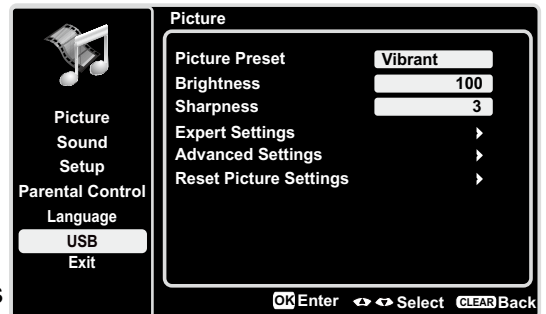 Picture
Picture Preset Vibrant
Brightness 100
Sharpness 3
Expert Settings
Advanced Settings
Reset Picture Settings
Picture
Sound
Setup
Parental Control
Language
USB
Exit
s
OK Enter Select CLEAR Back